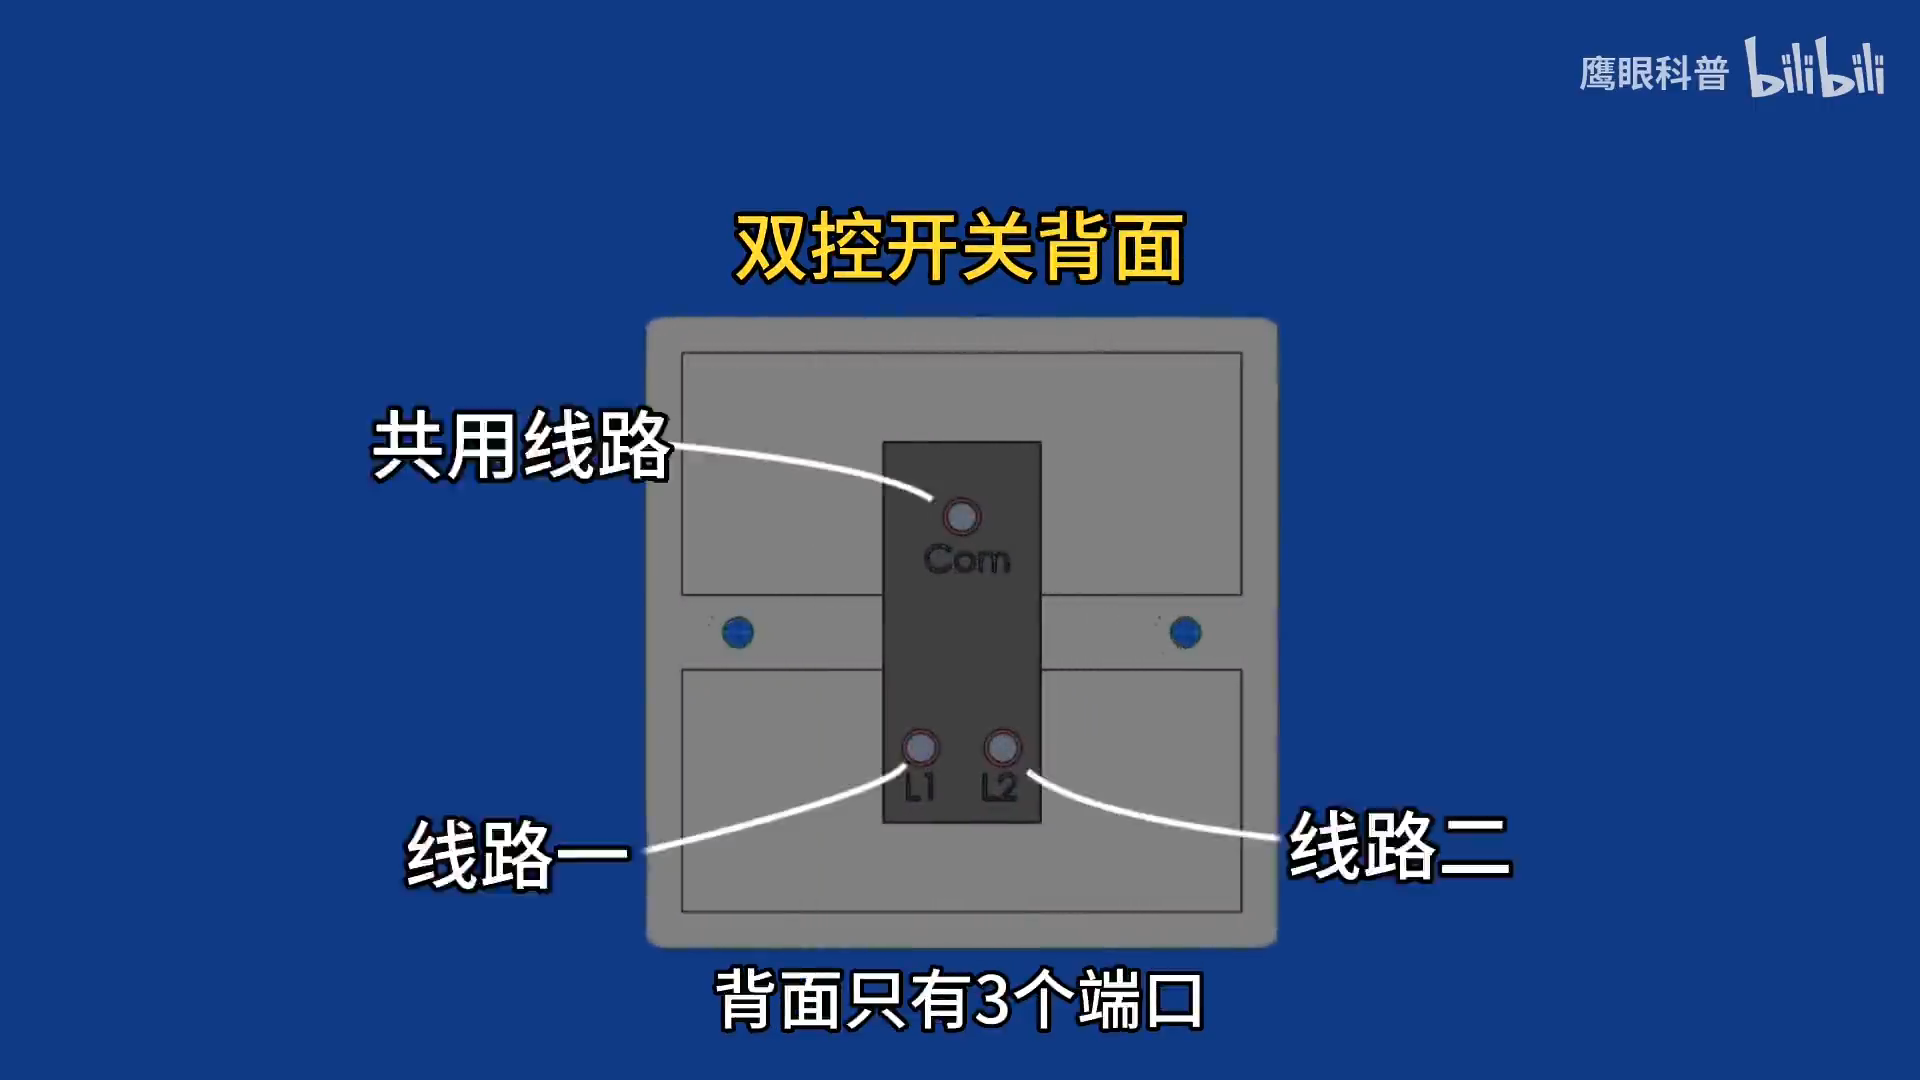 鹰眼科普 bilibili
双控开关背面
共用线路
Com
L1 L2
线路一
线路二
背面只有3个端口